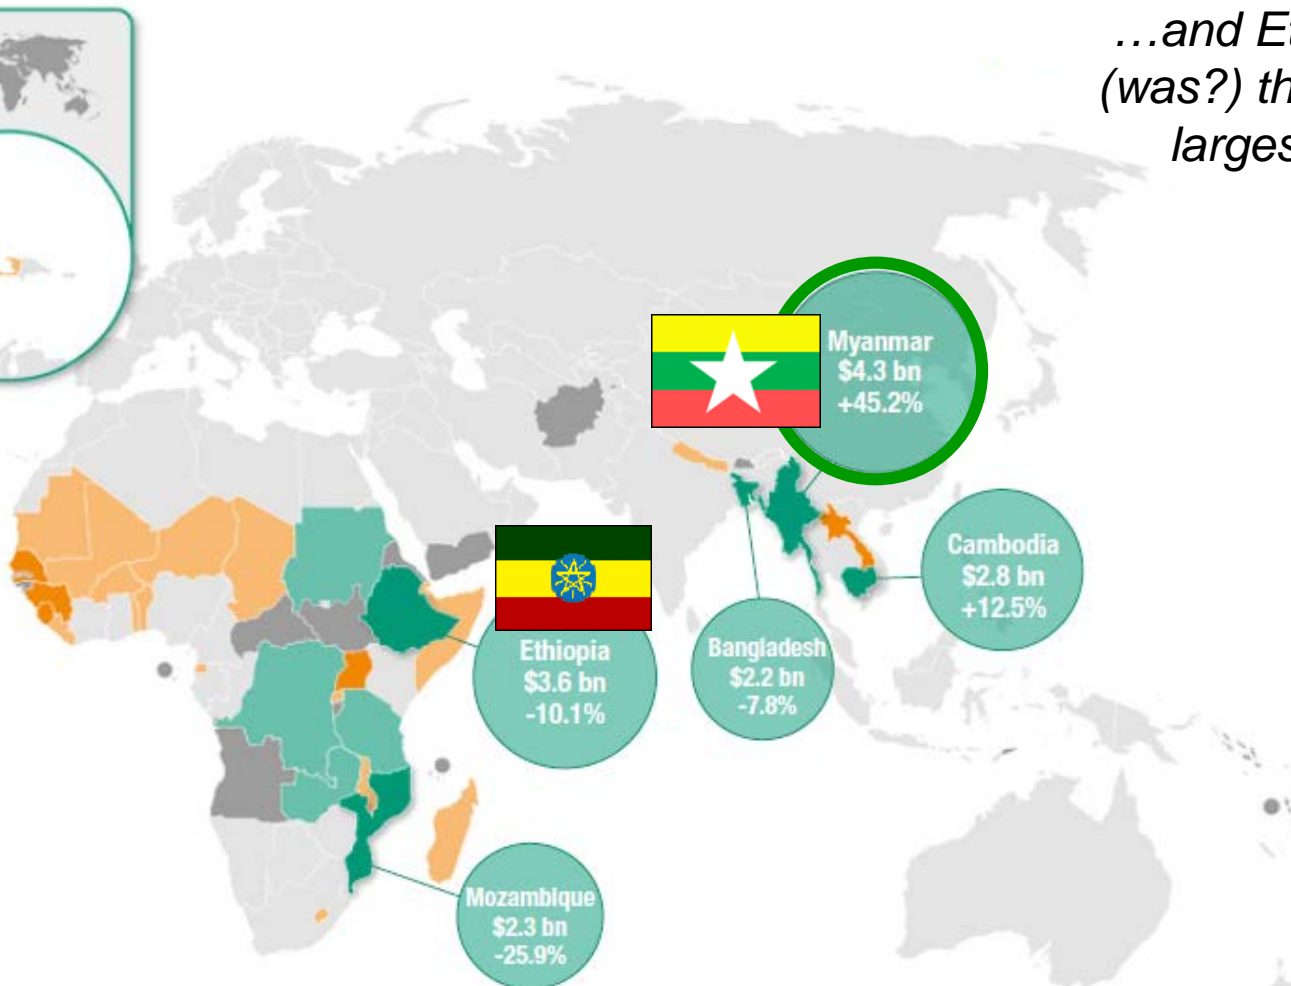 …and Et
(was?) th
larges
Myanmar
$4.3 bn
+45.2%
Cambodia
$2.8 bn
+12.5%
Ethiopia
$3.6 bn
-10.1%
Bangladesh
$2.2 bn
-7.8%
Mozambique
$2.3 bn
-25.9%